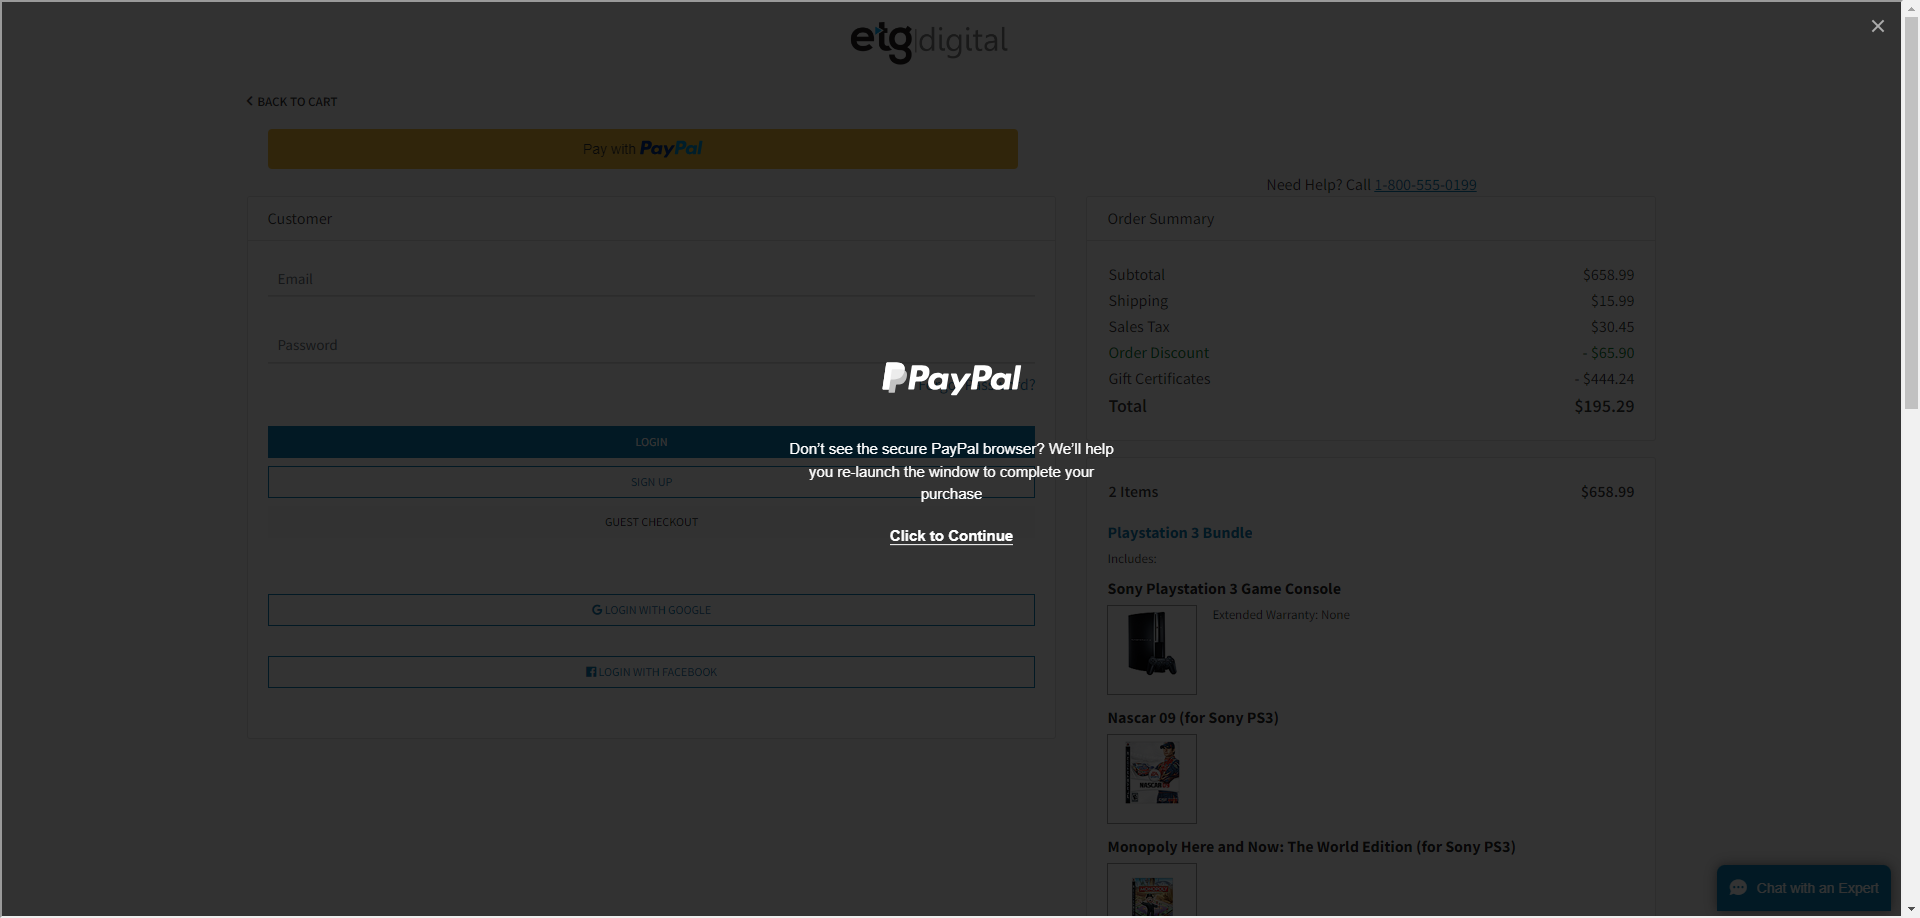 etg|digital
BACK TO CART
Pay with PayPal
Need Help? Call 1-800-555-0199
Customer
Email
Password
d?
LOGIN
SIGN UP
GUEST CHECKOUT
LOGIN WITH GOOGLE
LOGIN WITH FACEBOOK
PayPal
Don't see the secure PayPal browser? We'll help
you re-launch the window to complete your
purchase
Click to Continue
Order Summary
Subtotal $658.99
Shipping $15.99
Sales Tax $30.45
Order Discount - $65.90
Gift Certificates - $444.24
Total $195.29
2 Items $658.99
Playstation 3 Bundle
Includes:
Sony Playstation 3 Game Console
Extended Warranty: None
Nascar 09 (for Sony PS3)
NASCAR
Monopoly Here and Now: The World Edition (for Sony PS3)
MONOPOLY
Chat with an Expert